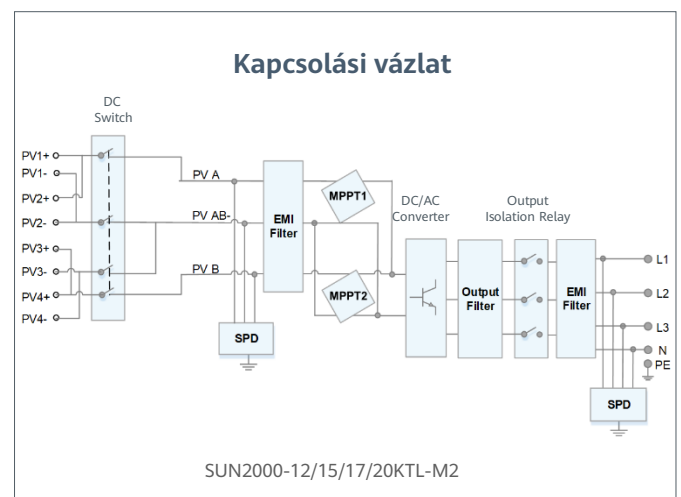 Kapcsolási vázlat
DC
Switch
PV1+
PV1-
PV2+
PV2-
PV3+
PV3-
PV4+
PV4-
PV A
PV AB-
PV B
EMI
Filter
SPD
MPPT1
MPPT2
DC/AC
Converter
Output
Filter
Output
Isolation Relay
EMI
Filter
L1
L2
L3
N
PE
SPD
SUN2000-12/15/17/20KTL-M2